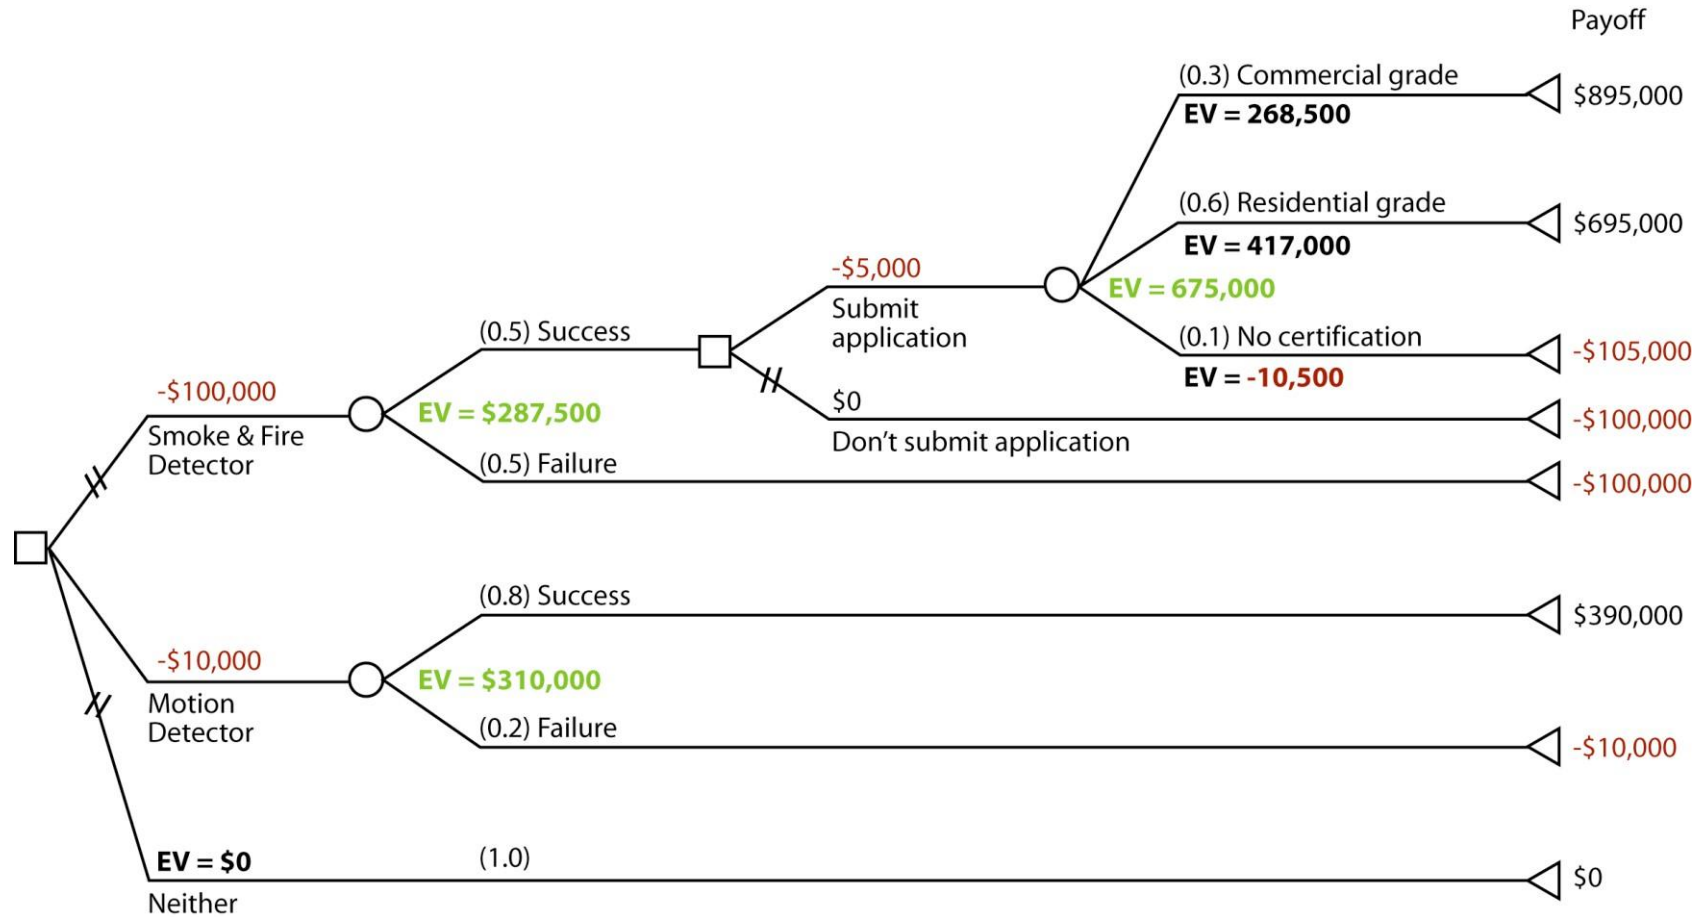 Payoff
(0.3) Commercial grade
$895,000
EV = 268,500
(0.6) Residential grade
$695,000
EV = 417,000
-$5,000
Submit
application
EV = 675,000
(0.1) No certification
-$105,000
EV = -10,500
(0.5) Success
$0
-$100,000
Don't submit application
-$100,000
Smoke & Fire
Detector
EV = $287,500
(0.5) Failure
-$100,000
(0.8) Success
$390,000
-$10,000
Motion
Detector
EV = $310,000
(0.2) Failure
-$10,000
EV = $0
(1.0)
$0
Neither